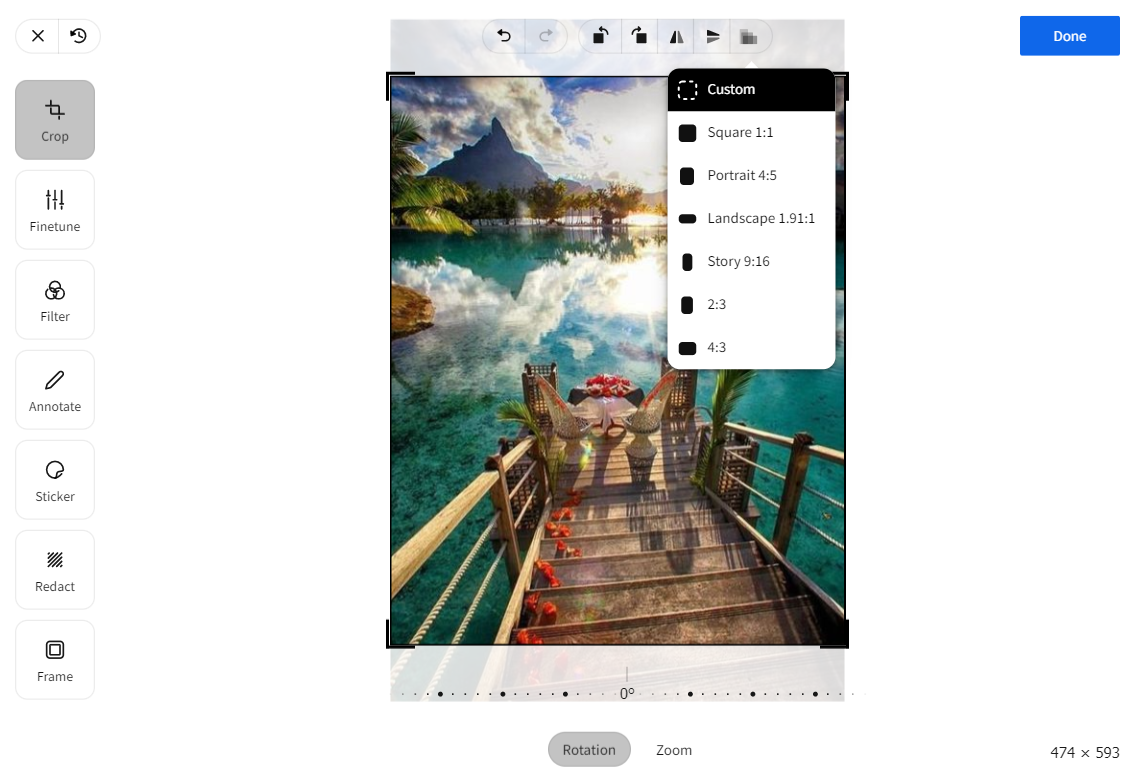 Done
Crop
Finetune
Filter
Annotate
Sticker
Redact
Frame
Custom
Square 1:1
Portrait 4:5
Landscape 1.91:1
Story 9:16
2:3
4:3
0°
Rotation
Zoom
474 × 593